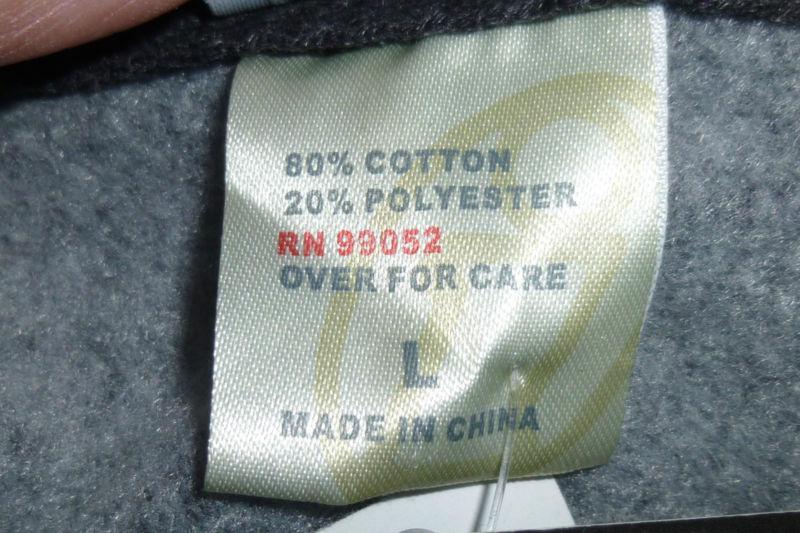 80% COTTON
20% POLYESTER
RN 99052
OVER FOR CARE
L
MADE IN CHINA